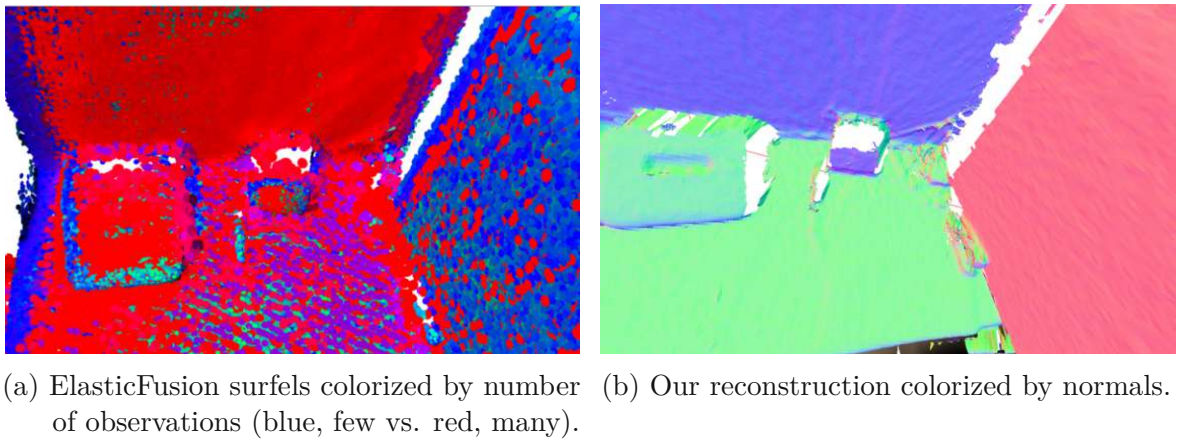 (a) ElasticFusion surfels colorized by number
of observations (blue, few vs. red, many).
(b) Our reconstruction colorized by normals.